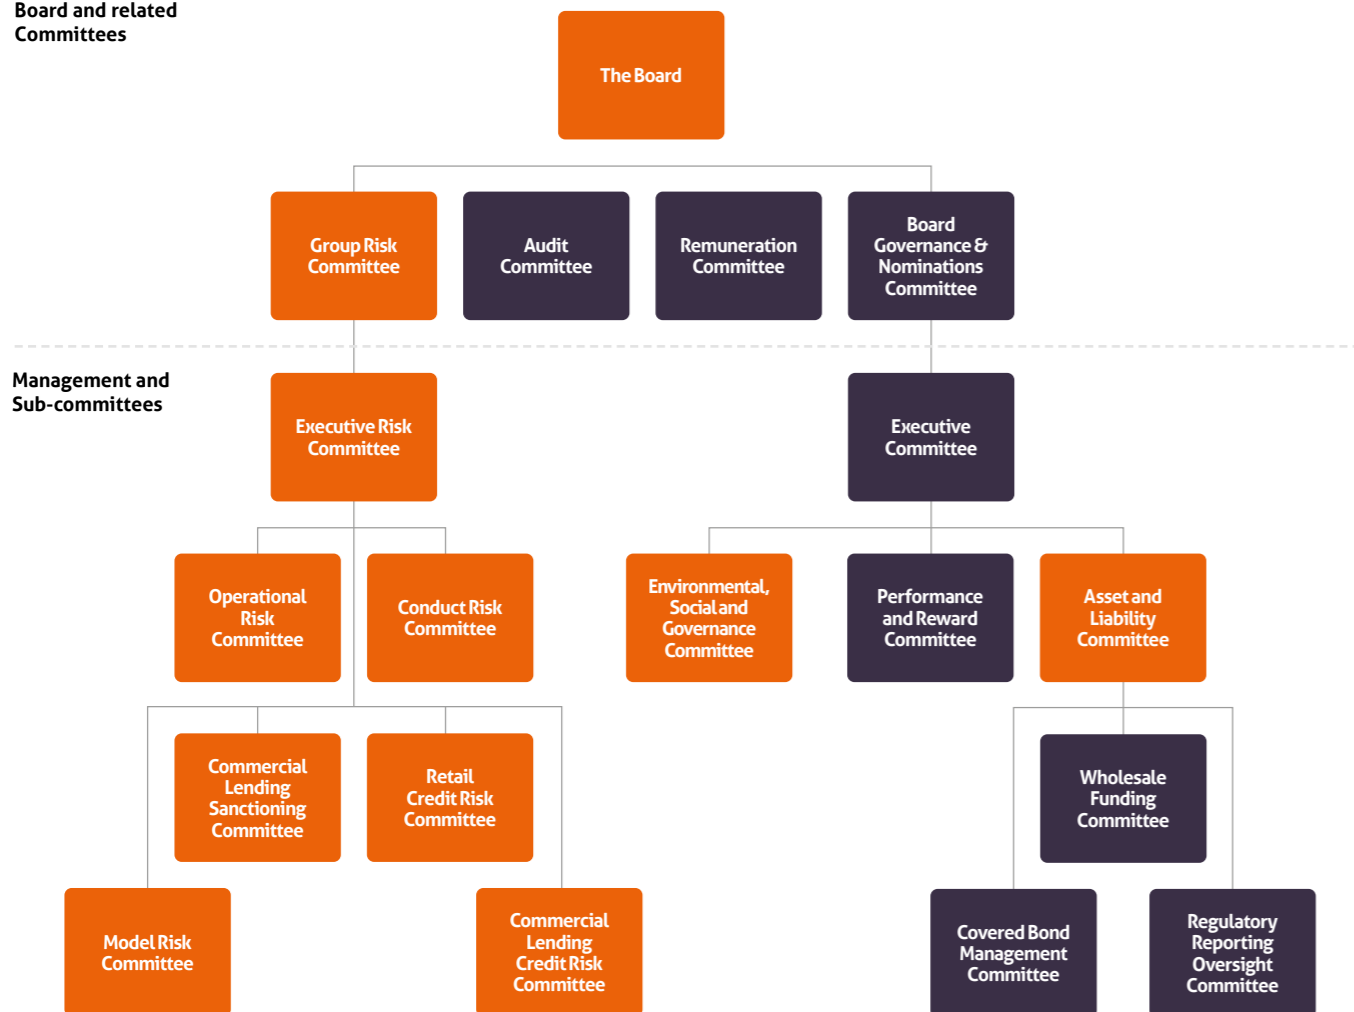 Board and related
Committees
The Board
Group Risk
Committee
Audit
Committee
Remuneration
Committee
Board
Governance &
Nominations
Committee
Management and
Sub-committees
Executive Risk
Committee
Executive
Committee
Operational
Risk
Committee
Conduct Risk
Committee
Environmental,
Social and
Governance
Committee
Performance
and Reward
Committee
Asset and
Liability
Committee
Commercial
Lending
Sanctioning
Committee
Retail
Credit Risk
Committee
Wholesale
Funding
Committee
Model Risk
Committee
Commercial
Lending
Credit Risk
Committee
Covered Bond
Management
Committee
Regulatory
Reporting
Oversight
Committee